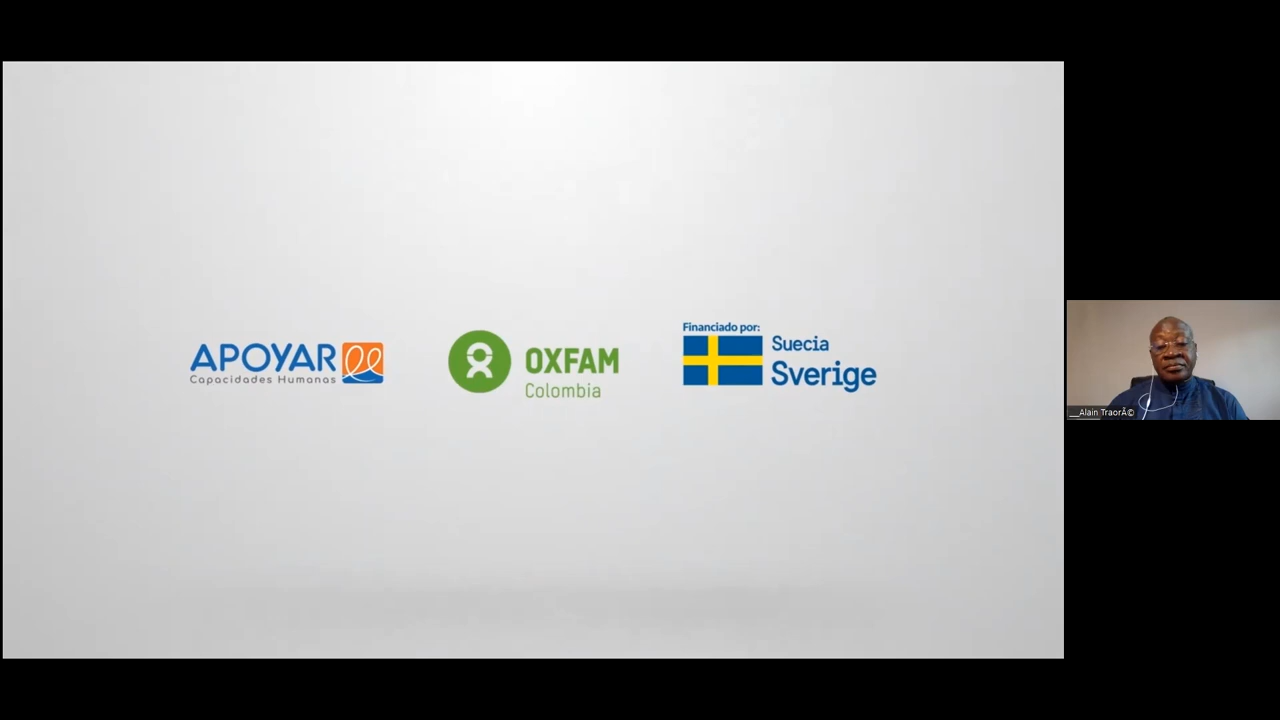 APOYAR
Capacidades Humanas
OXFAM
Colombia
Financiado por:
Suecia
Sverige
__Alain TraorÃ©